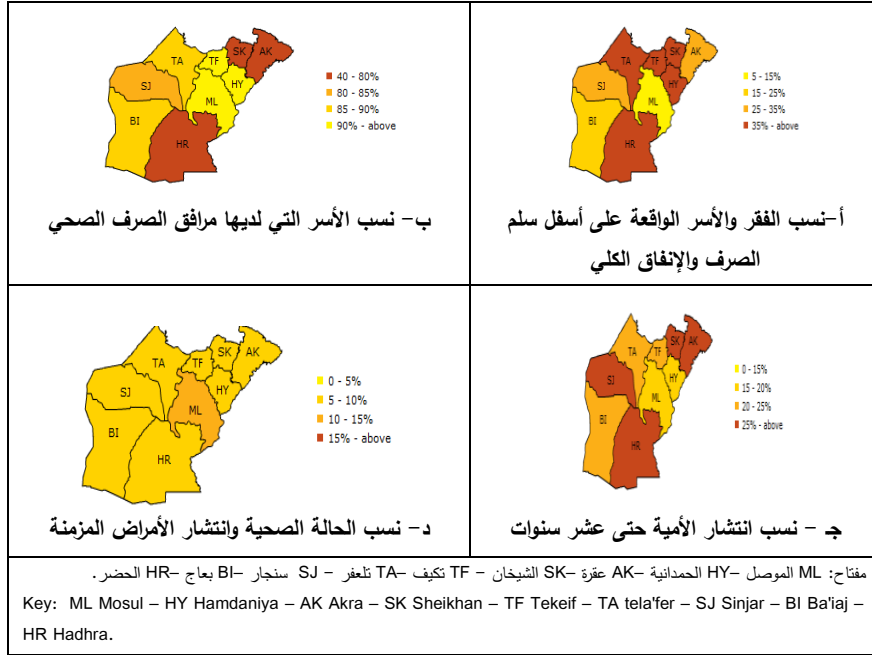 TA
TF
SK
AK
SJ
HY
ML
BI
HR
5 - 15%
15 - 25%
25 - 35%
35% - above
أ-نسب الفقر والأسر الواقعة على أسفل سلم
الصرف والإنفاق الكلي
TA
TF
SK
AK
SJ
HY
ML
BI
HR
40 - 80%
80 - 85%
85 - 90%
90% - above
ب- نسب الأسر التي لديها مرافق الصرف الصحي
TA
TF
SK
AK
SJ
HY
ML
BI
HR
0 - 15%
15 - 20%
20 - 25%
25% - above
جـ - نسب انتشار الأمية حتى عشر سنوات
TA
TF
SK
AK
SJ
HY
ML
BI
HR
0 - 5%
5 - 10%
10 - 15%
15% - above
د- نسب الحالة الصحية وانتشار الأمراض المزمنة
مفتاح: ML الموصل –HY الحمدانية –AK عقرة –SK الشيخان – TF تكيف –TA تلعفر – SJ سنجار –BI بعاج –HR الحضر.
Key: ML Mosul – HY Hamdaniya – AK Akra – SK Sheikhan – TF Tekeif – TA tela'fer – SJ Sinjar – BI Ba'iaj –
HR Hadhra.